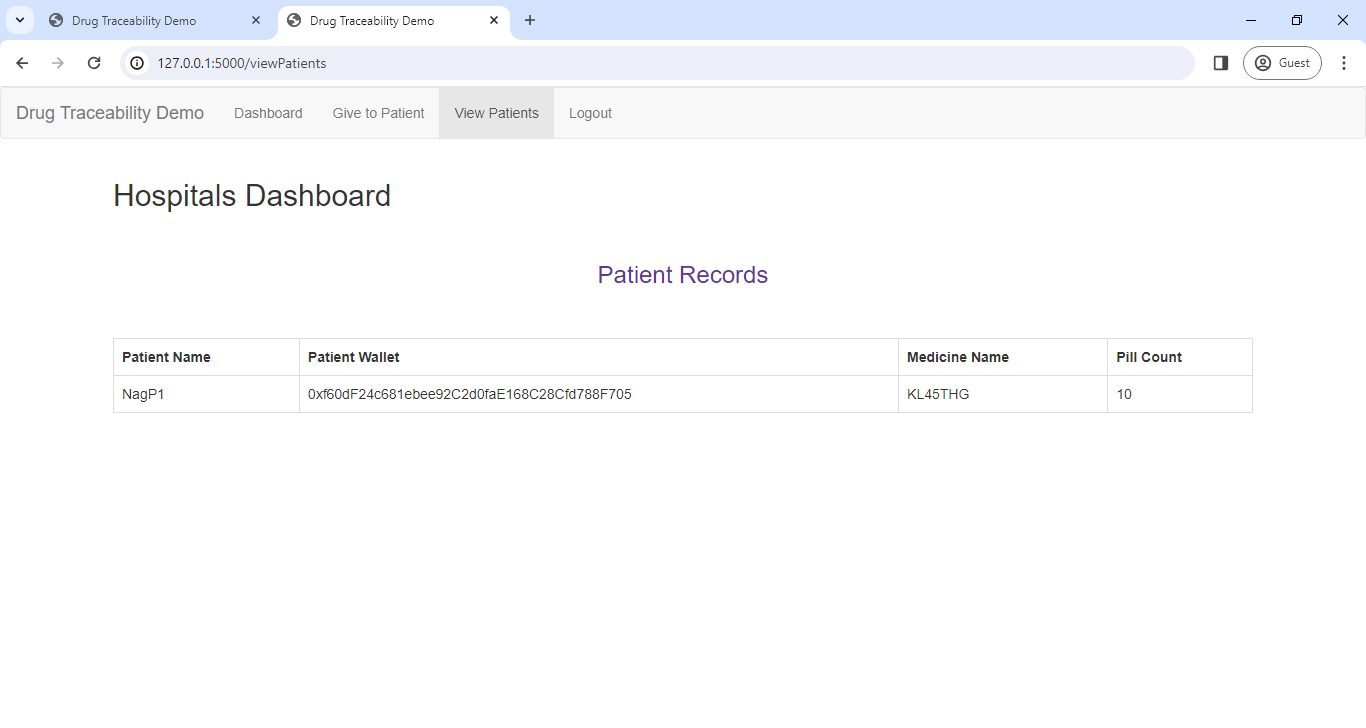 Drug Traceability Demo
Drug Traceability Demo
127.0.0.1:5000/viewPatients
Guest
Drug Traceability Demo Dashboard Give to Patient View Patients Logout
Hospitals Dashboard
Patient Records
Patient Name Patient Wallet Medicine Name Pill Count
NagP1 0xf60dF24c681ebee92C2d0faE168C28Cfd788F705 KL45THG 10